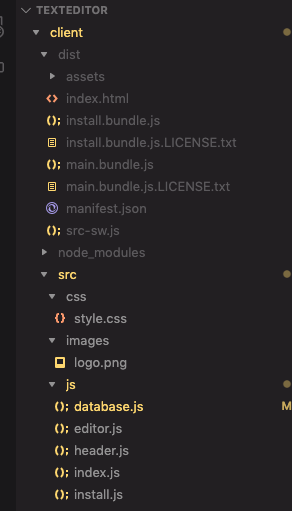 TEXTEDITOR
client
dist
assets
index.html
install.bundle.js
install.bundle.js.LICENSE.txt
main.bundle.js
main.bundle.js.LICENSE.txt
manifest.json
src-sw.js
node_modules
src
css
style.css
images
logo.png
js
database.js M
editor.js
header.js
index.js
install.js